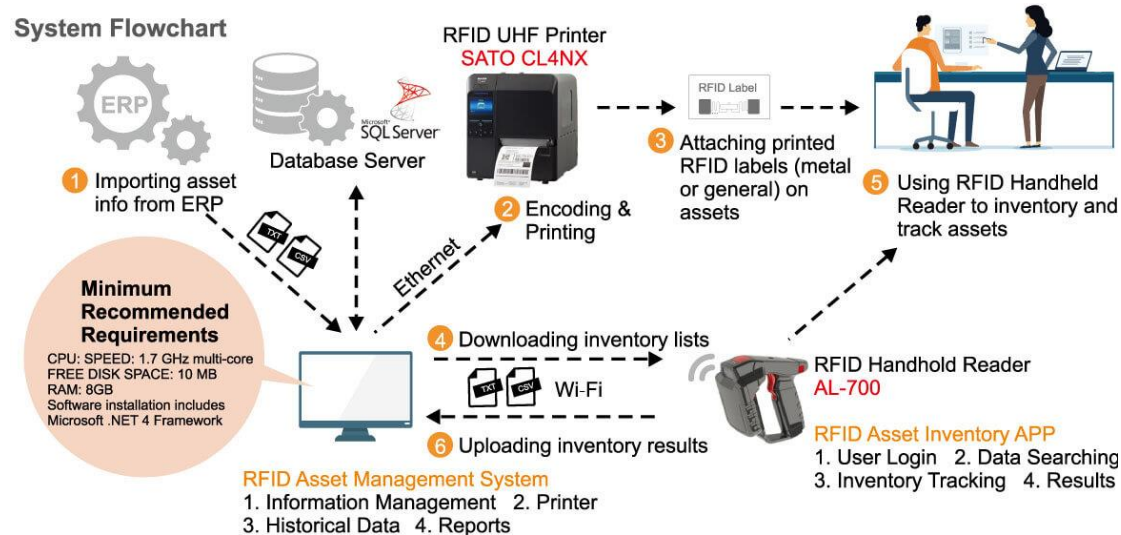 System Flowchart
ERP
1 Importing asset
info from ERP
TXT
CSV
Microsoft®
SQL Server
Database Server
RFID UHF Printer
SATO CL4NX
2 Encoding &
Printing
Ethernet
RFID Label
3 Attaching printed
RFID labels (metal
or general) on
assets
5 Using RFID Handheld
Reader to inventory and
track assets
Minimum
Recommended
Requirements
CPU: SPEED: 1.7 GHz multi-core
FREE DISK SPACE: 10 MB
RAM: 8GB
Software installation includes
Microsoft .NET 4 Framework
4 Downloading inventory lists
TXT
CSV
Wi-Fi
6 Uploading inventory results
RFID Handhold Reader
AL-700
RFID Asset Inventory APP
1. User Login 2. Data Searching
3. Inventory Tracking 4. Results
RFID Asset Management System
1. Information Management 2. Printer
3. Historical Data 4. Reports